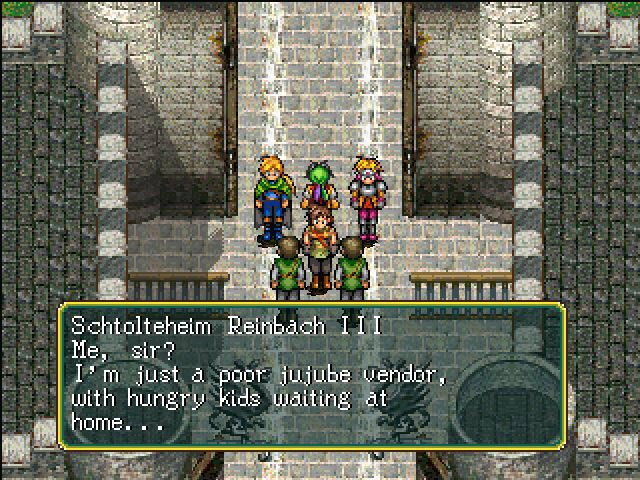 Schtolteheim Reinbach III
Me, sir?
I'm just a poor jujube vendor,
with hungry kids waiting at
home...